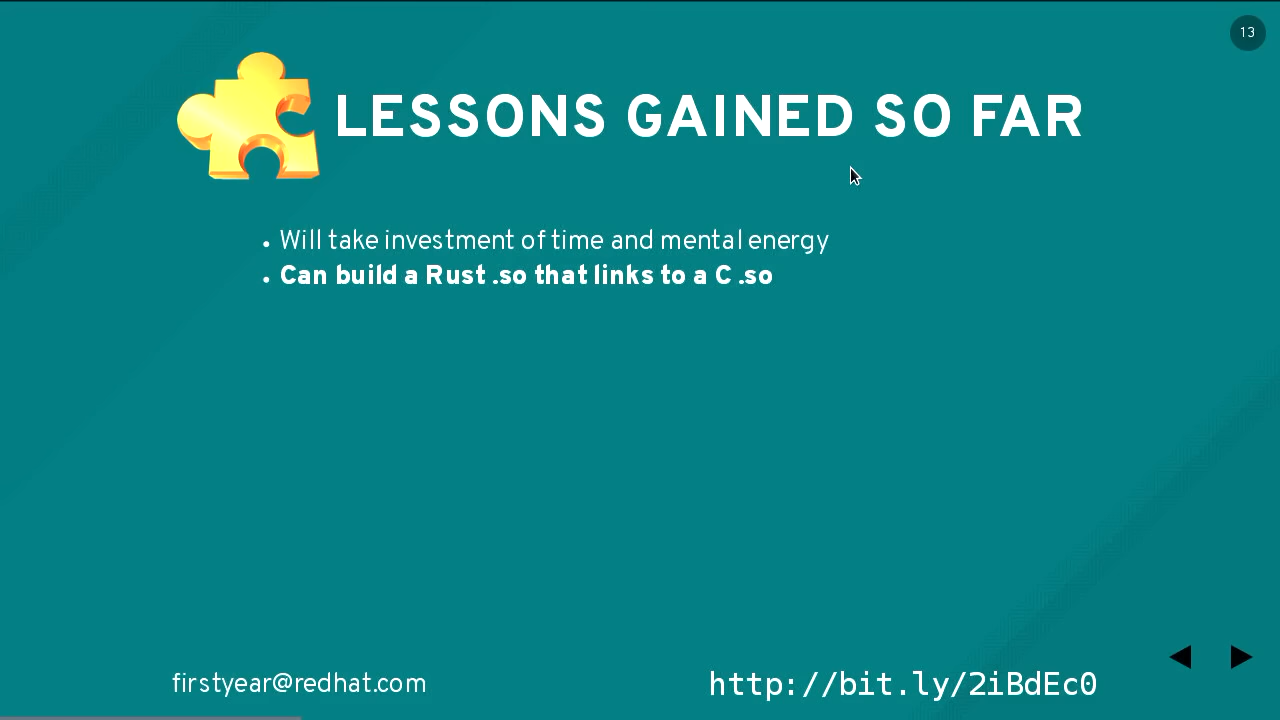 13
LESSONS GAINED SO FAR
• Will take investment of time and mental energy
• Can build a Rust .so that links to a C .so
firstyear@redhat.com
http://bit.ly/2iBdEc0